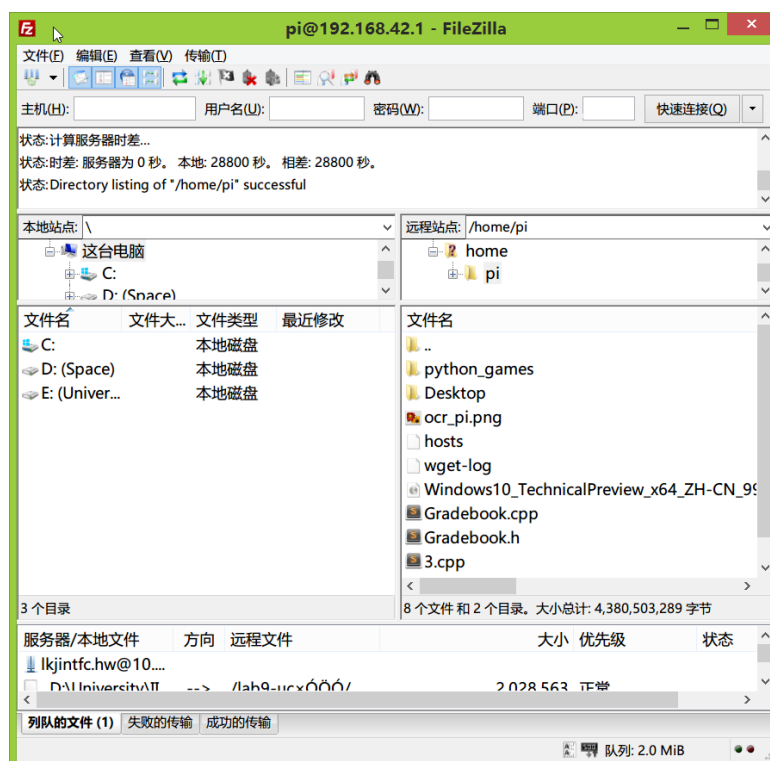 pi@192.168.42.1 - FileZilla
文件(F) 编辑(E) 查看(V) 传输(T)
主机(H): 用户名(U): 密码(W): 端口(P): 快速连接(Q)
状态:计算服务器时差...
状态:时差: 服务器为 0 秒。 本地: 28800 秒。 相差: 28800 秒。
状态:Directory listing of "/home/pi" successful
本地站点: \
这台电脑
C:
D: (Space)
远程站点: /home/pi
home
pi
文件名 文件大... 文件类型 最近修改
C: 本地磁盘
D: (Space) 本地磁盘
E: (Univer... 本地磁盘
3 个目录
文件名
..
python_games
Desktop
ocr_pi.png
hosts
wget-log
Windows10_TechnicalPreview_x64_ZH-CN_99
Gradebook.cpp
Gradebook.h
3.cpp
8 个文件 和 2 个目录。大小总计: 4,380,503,289 字节
服务器/本地文件 方向 远程文件 大小 优先级 状态
lkjintfc.hw@10....
D:\University\II --> /lab9-uc×ÓÖÓ/ 2,028,563 正常
列队的文件 (1) 失败的传输 成功的传输
队列: 2.0 MiB